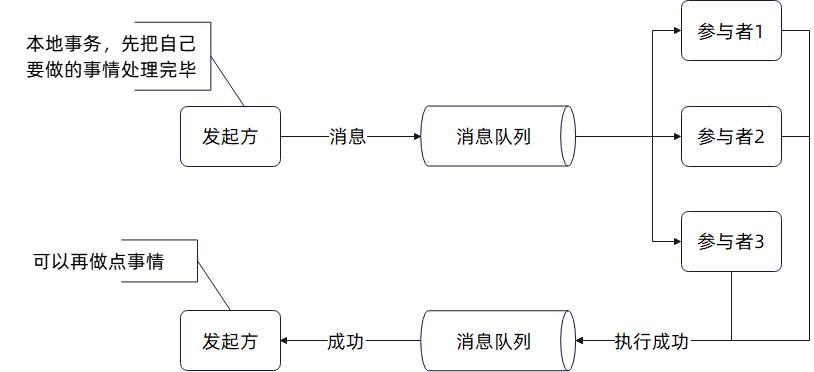 本地事务，先把自己
要做的事情处理完毕
发起方
消息
消息队列
参与者1
参与者2
参与者3
可以再做点事情
发起方
成功
消息队列
执行成功